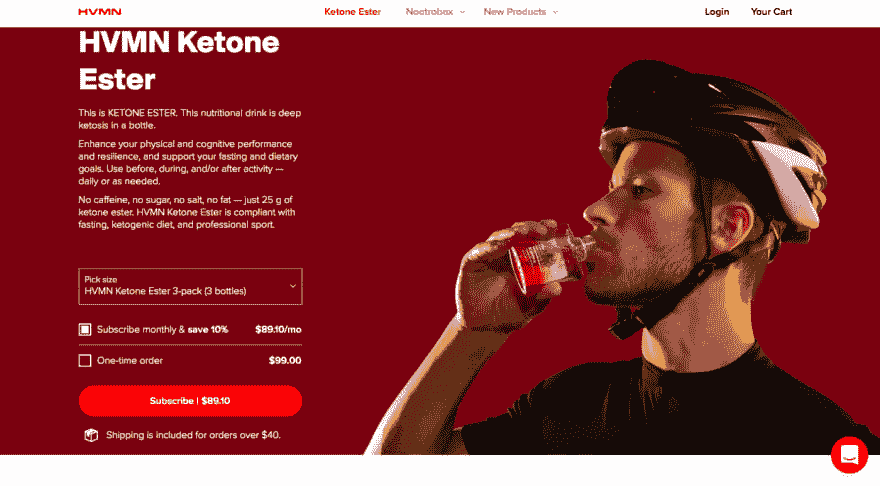 HVMN
Ketone Ester
Nootrobox
New Products
Login
Your Cart
HVMN Ketone
Ester
This is KETONE ESTER. This nutritional drink is deep
ketosis in a bottle.
Enhance your physical and cognitive performance
and resilience, and support your fasting and dietary
goals. Use before, during, and/or after activity —
daily or as needed.
No caffeine, no sugar, no salt, no fat — just 25 g of
ketone ester. HVMN Ketone Ester is compliant with
fasting, ketogenic diet, and professional sport.
Pick size
HVMN Ketone Ester 3-pack (3 bottles)
Subscribe monthly & save 10% $89.10/mo
One-time order $99.00
Subscribe | $89.10
Shipping is included for orders over $40.